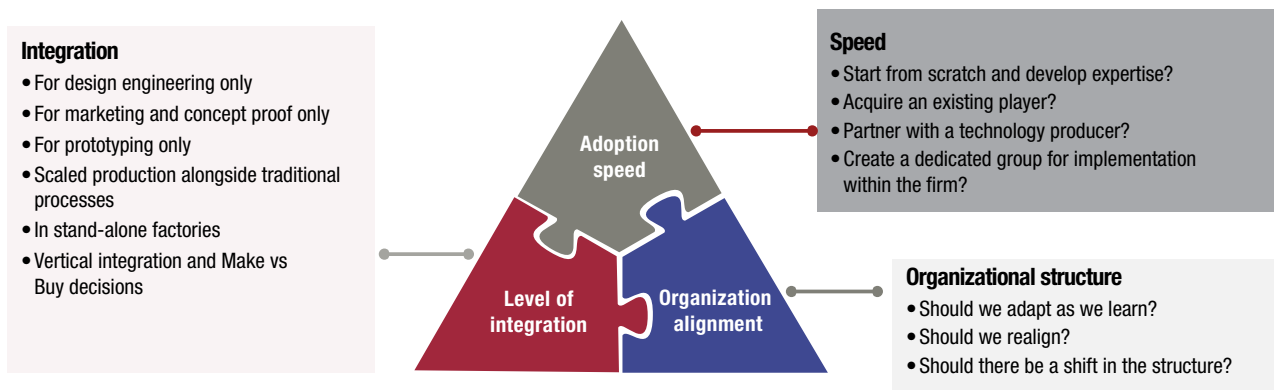 Integration
• For design engineering only
• For marketing and concept proof only
• For prototyping only
• Scaled production alongside traditional
processes
• In stand-alone factories
• Vertical integration and Make vs
Buy decisions
Adoption
speed
Level of
integration
Organization
alignment
Speed
• Start from scratch and develop expertise?
• Acquire an existing player?
• Partner with a technology producer?
• Create a dedicated group for implementation
within the firm?
Organizational structure
• Should we adapt as we learn?
• Should we realign?
• Should there be a shift in the structure?